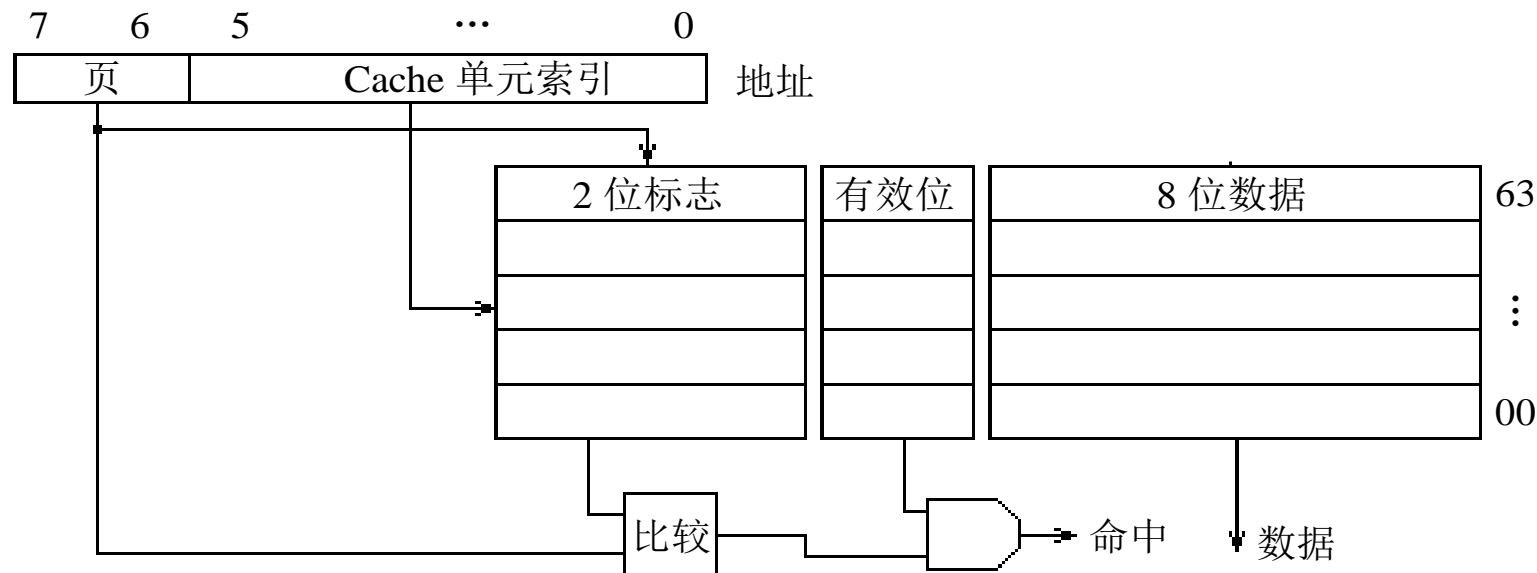 7 6 5 … 0
页 Cache 单元索引 地址
2 位标志 有效位 8 位数据 63
⋮
00
比较 命中 数据